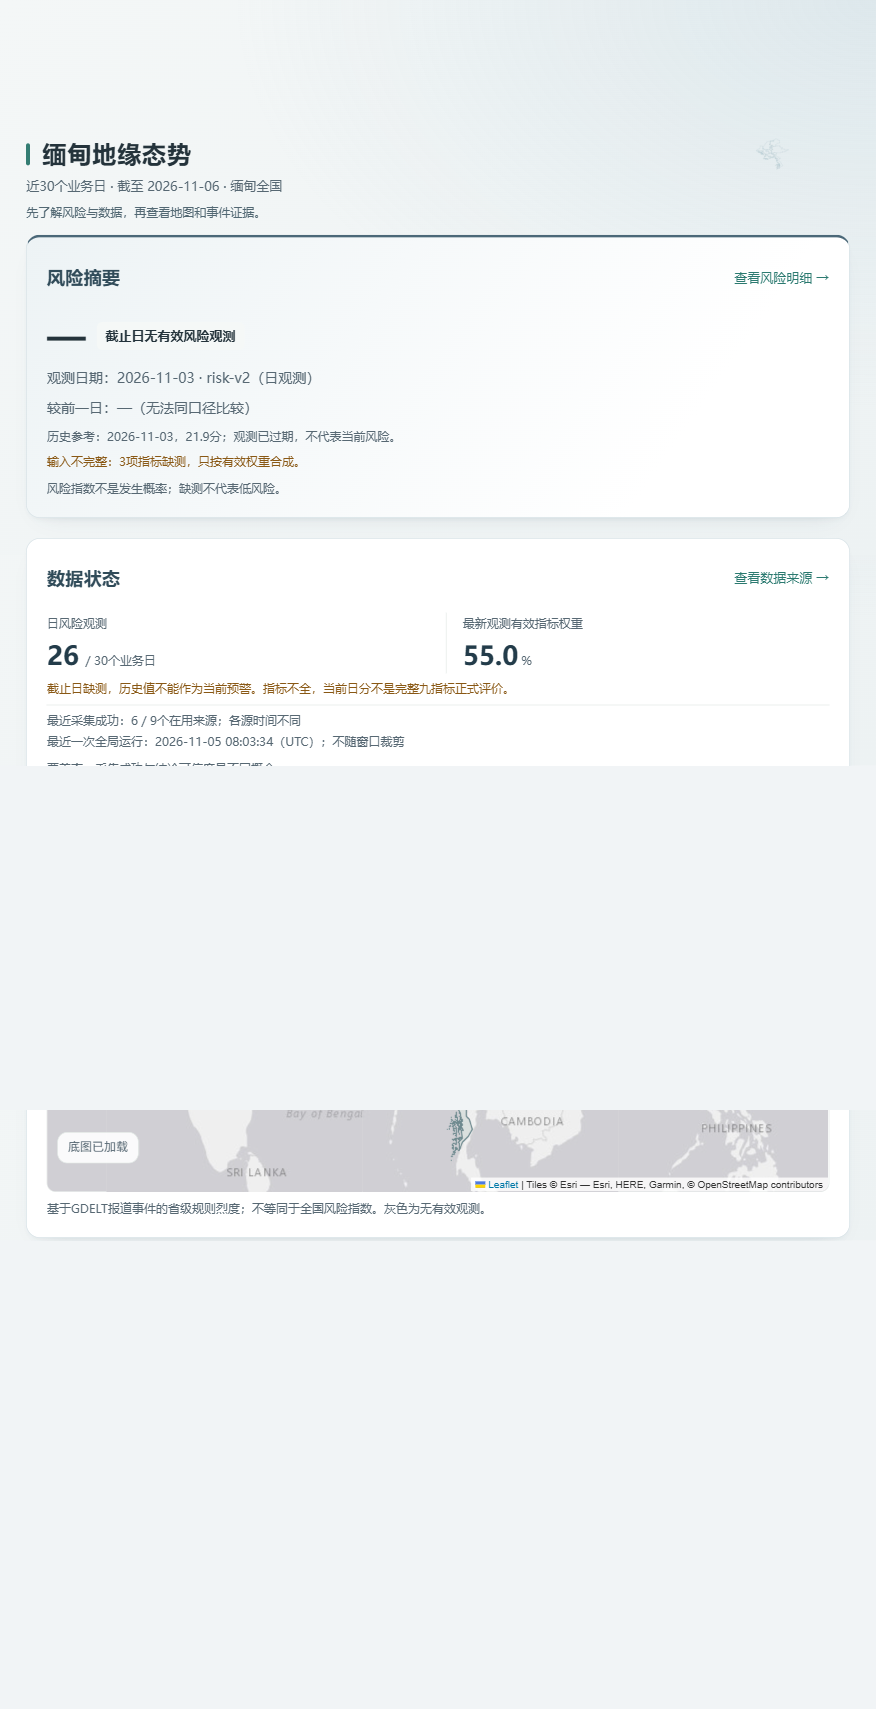 缅甸地缘态势
近30个业务日 · 截至 2026-11-06 · 缅甸全国
先了解风险与数据，再查看地图和事件证据。
风险摘要
查看风险明细 →
— 截止日无有效风险观测
观测日期：2026-11-03 · risk-v2（日观测）
较前一日：—（无法同口径比较）
历史参考：2026-11-03，21.9分；观测已过期，不代表当前风险。
输入不完整：3项指标缺测，只按有效权重合成。
风险指数不是发生概率；缺测不代表低风险。
数据状态
查看数据来源 →
日风险观测
26 / 30个业务日
最新观测有效指标权重
55.0 %
截止日缺测，历史值不能作为当前预警。指标不全，当前日分不是完整九指标正式评价。
最近采集成功：6 / 9个在用来源；各源时间不同
最近一次全局运行：2026-11-05 08:03:34（UTC）；不随窗口裁剪
Bay of Bengal
CAMBODIA
PHILIPPINES
底图已加载
SRI LANKA
Leaflet | Tiles © Esri — Esri, HERE, Garmin, © OpenStreetMap contributors
基于GDELT报道事件的省级规则烈度；不等同于全国风险指数。灰色为无有效观测。